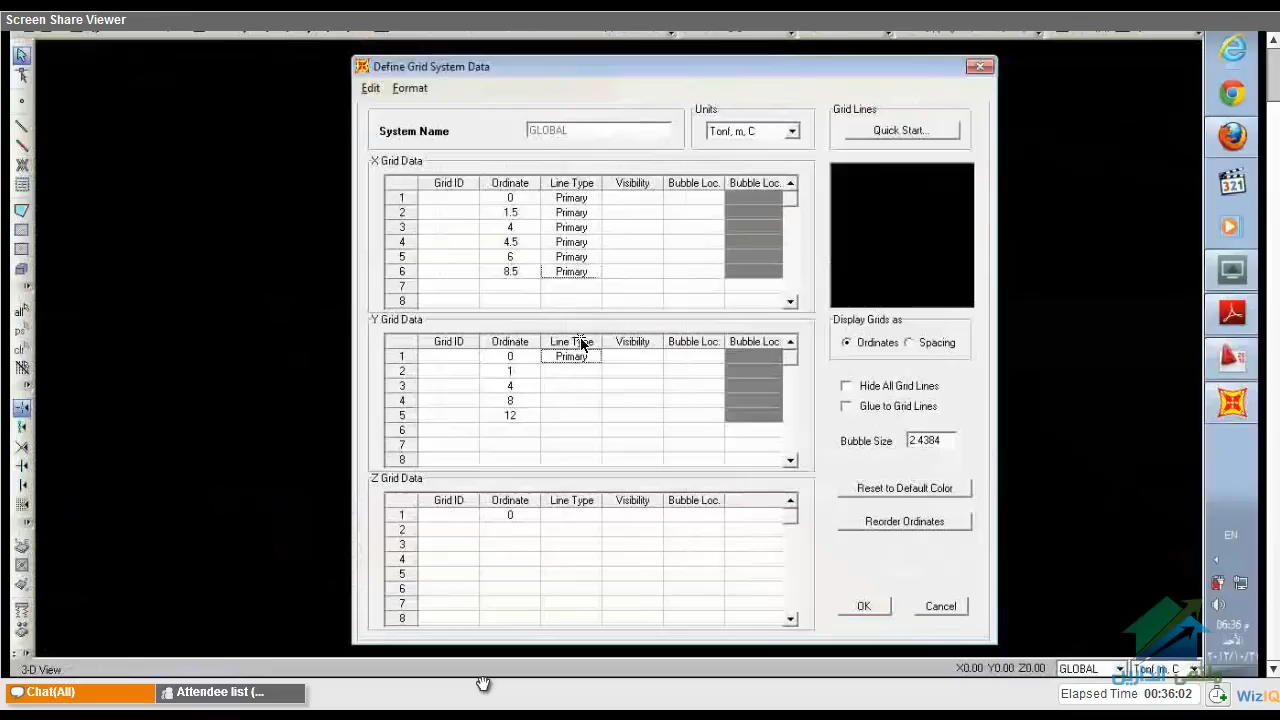 Screen Share Viewer
Define Grid System Data
Edit Format
System Name GLOBAL
Units
Tonf, m, C
Grid Lines
Quick Start...
X Grid Data
Grid ID Ordinate Line Type Visibility Bubble Loc. Bubble Loc.
1 0 Primary
2 1.5 Primary
3 4 Primary
4 4.5 Primary
5 6 Primary
6 8.5 Primary
7
8
Y Grid Data
Grid ID Ordinate Line Type Visibility Bubble Loc. Bubble Loc
1 0 Primary
2 1
3 4
4 8
5 12
6
7
8
Display Grids as
Ordinates Spacing
Hide All Grid Lines
Glue to Grid Lines
Bubble Size 2.4384
Reset to Default Color
Reorder Ordinates
Z Grid Data
Grid ID Ordinate Line Type Visibility Bubble Loc.
1 0
2
3
4
5
6
7
8
OK Cancel
321
EN
06:36 م
الأحد
all
clr
3-D View
X0.00 Y0.00 Z0.00
GLOBAL
Tonf, m, C
Chat(All)
Attendee list (...
Elapsed Time 00:36:02
WizIQ